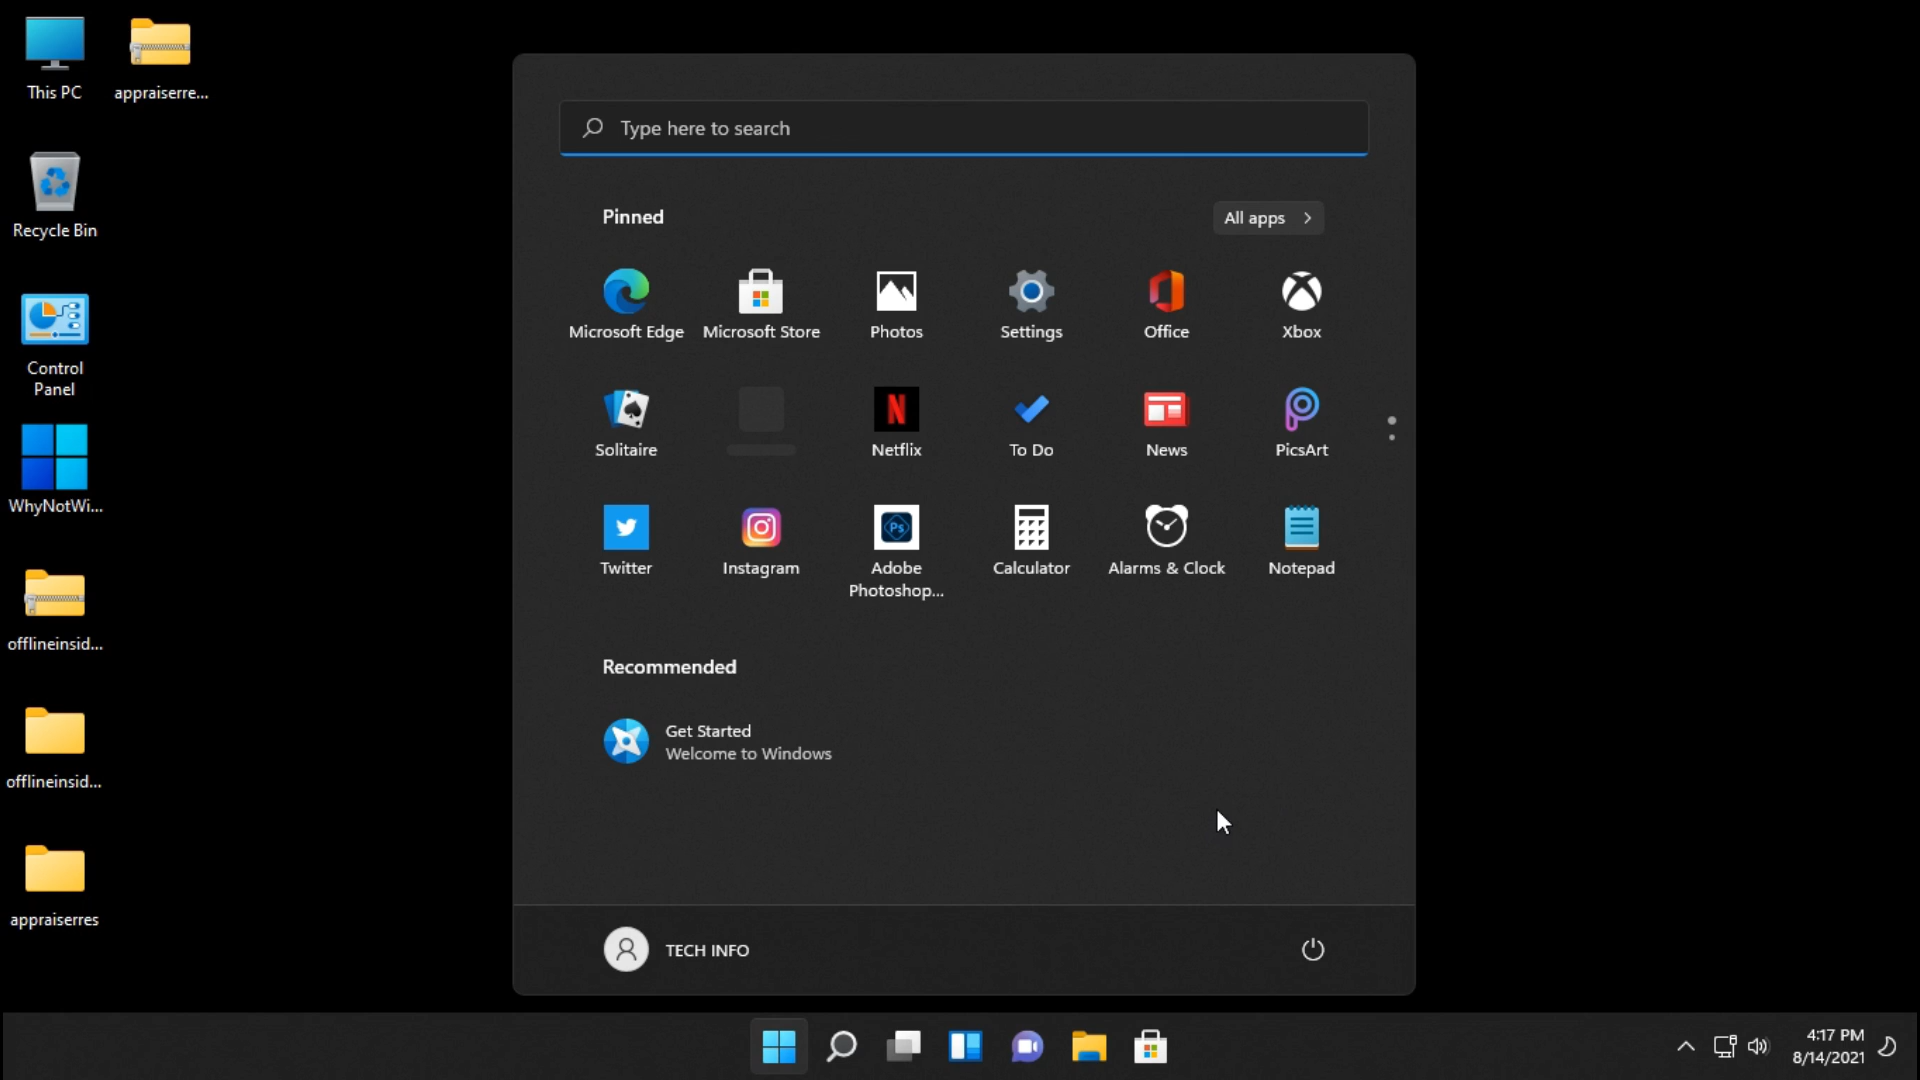 This PC
appraiserre...
Recycle Bin
Control
Panel
WhyNotWi...
offlineinsid...
offlineinsid...
appraiserres
Type here to search
Pinned
All apps
Microsoft Edge
Microsoft Store
Photos
Settings
Office
Xbox
Solitaire
Netflix
To Do
News
PicsArt
Twitter
Instagram
Ps
Adobe
Photoshop...
Calculator
Alarms & Clock
Notepad
Recommended
Get Started
Welcome to Windows
TECH INFO
4:17 PM
8/14/2021